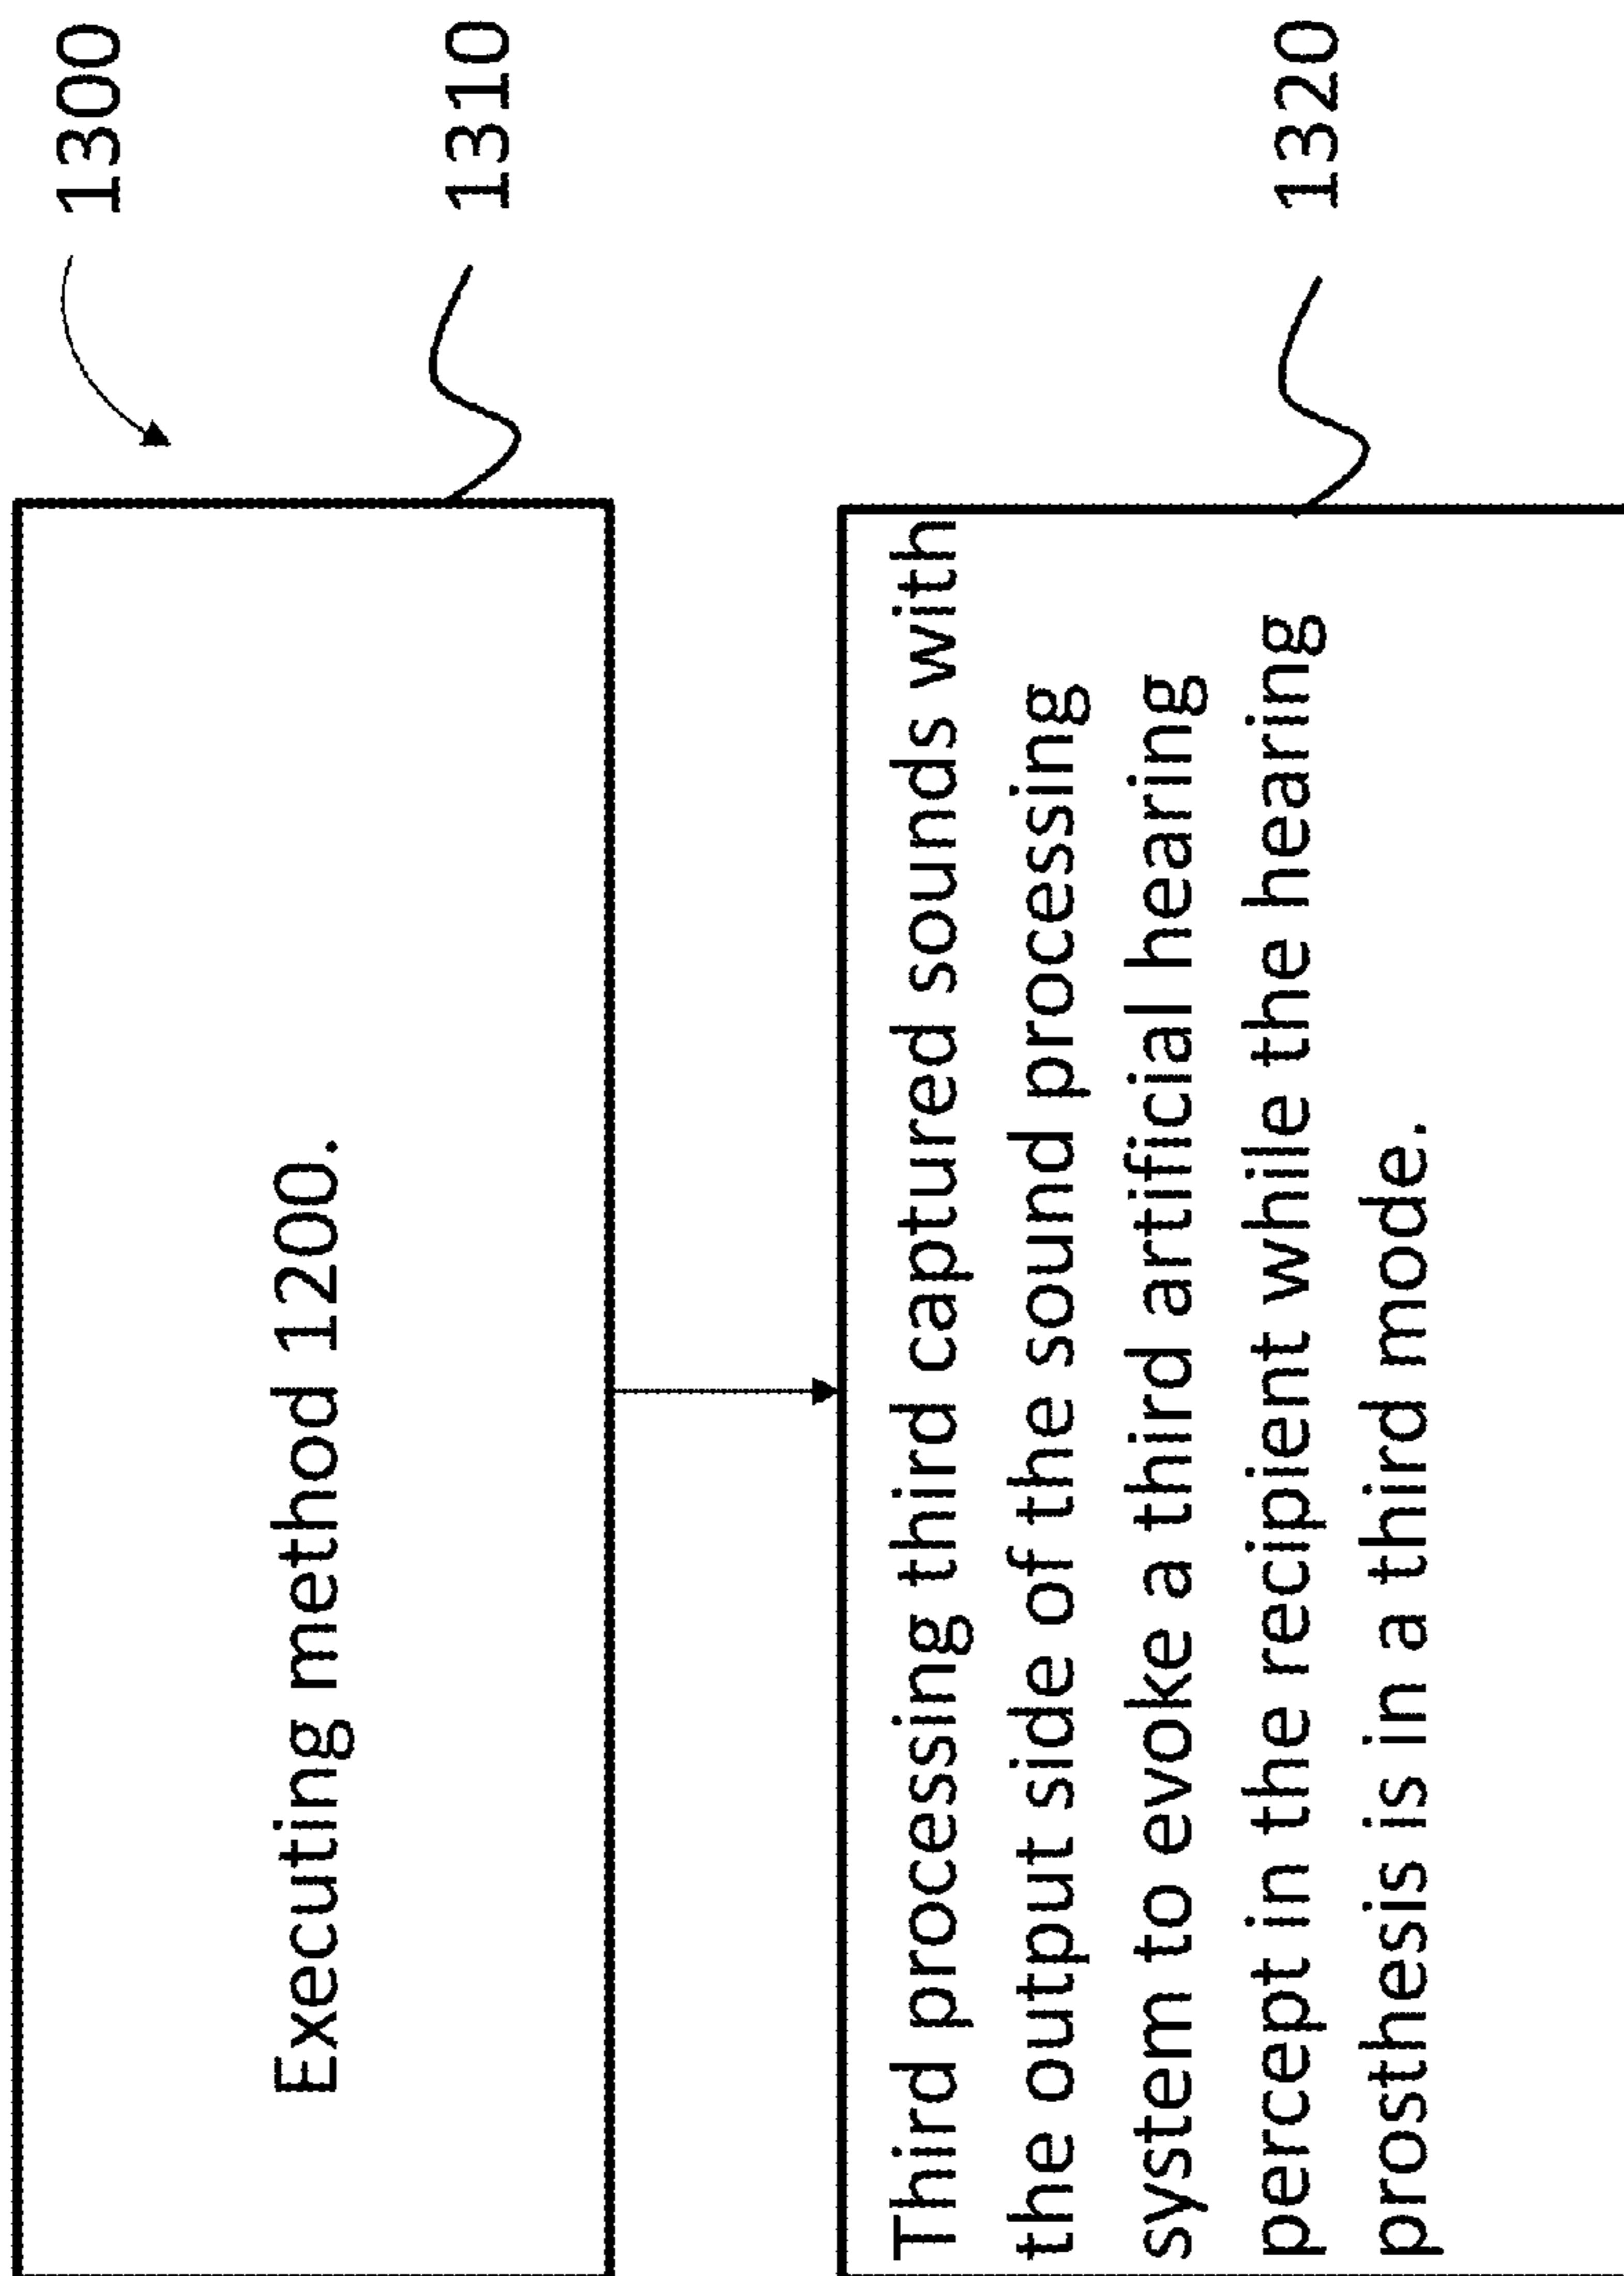 1300
1310
Executing method 1200.
1320
Third processing third captured sounds with
the output side of the sound processing
system to evoke a third artificial hearing
percept in the recipient while the hearing
prosthesis is in a third mode.